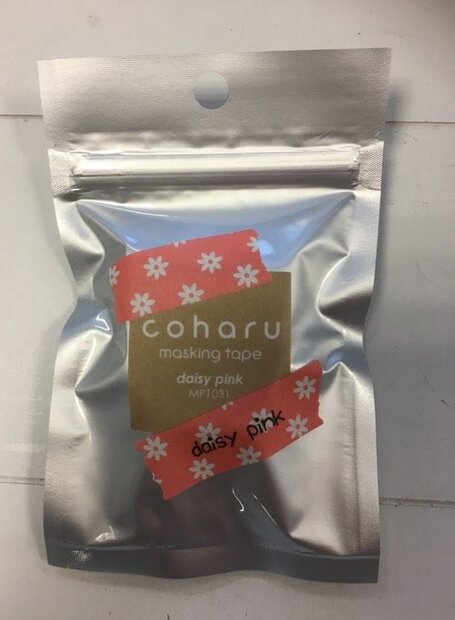 coharu
masking tape
daisy pink
MPT031
daisy pink